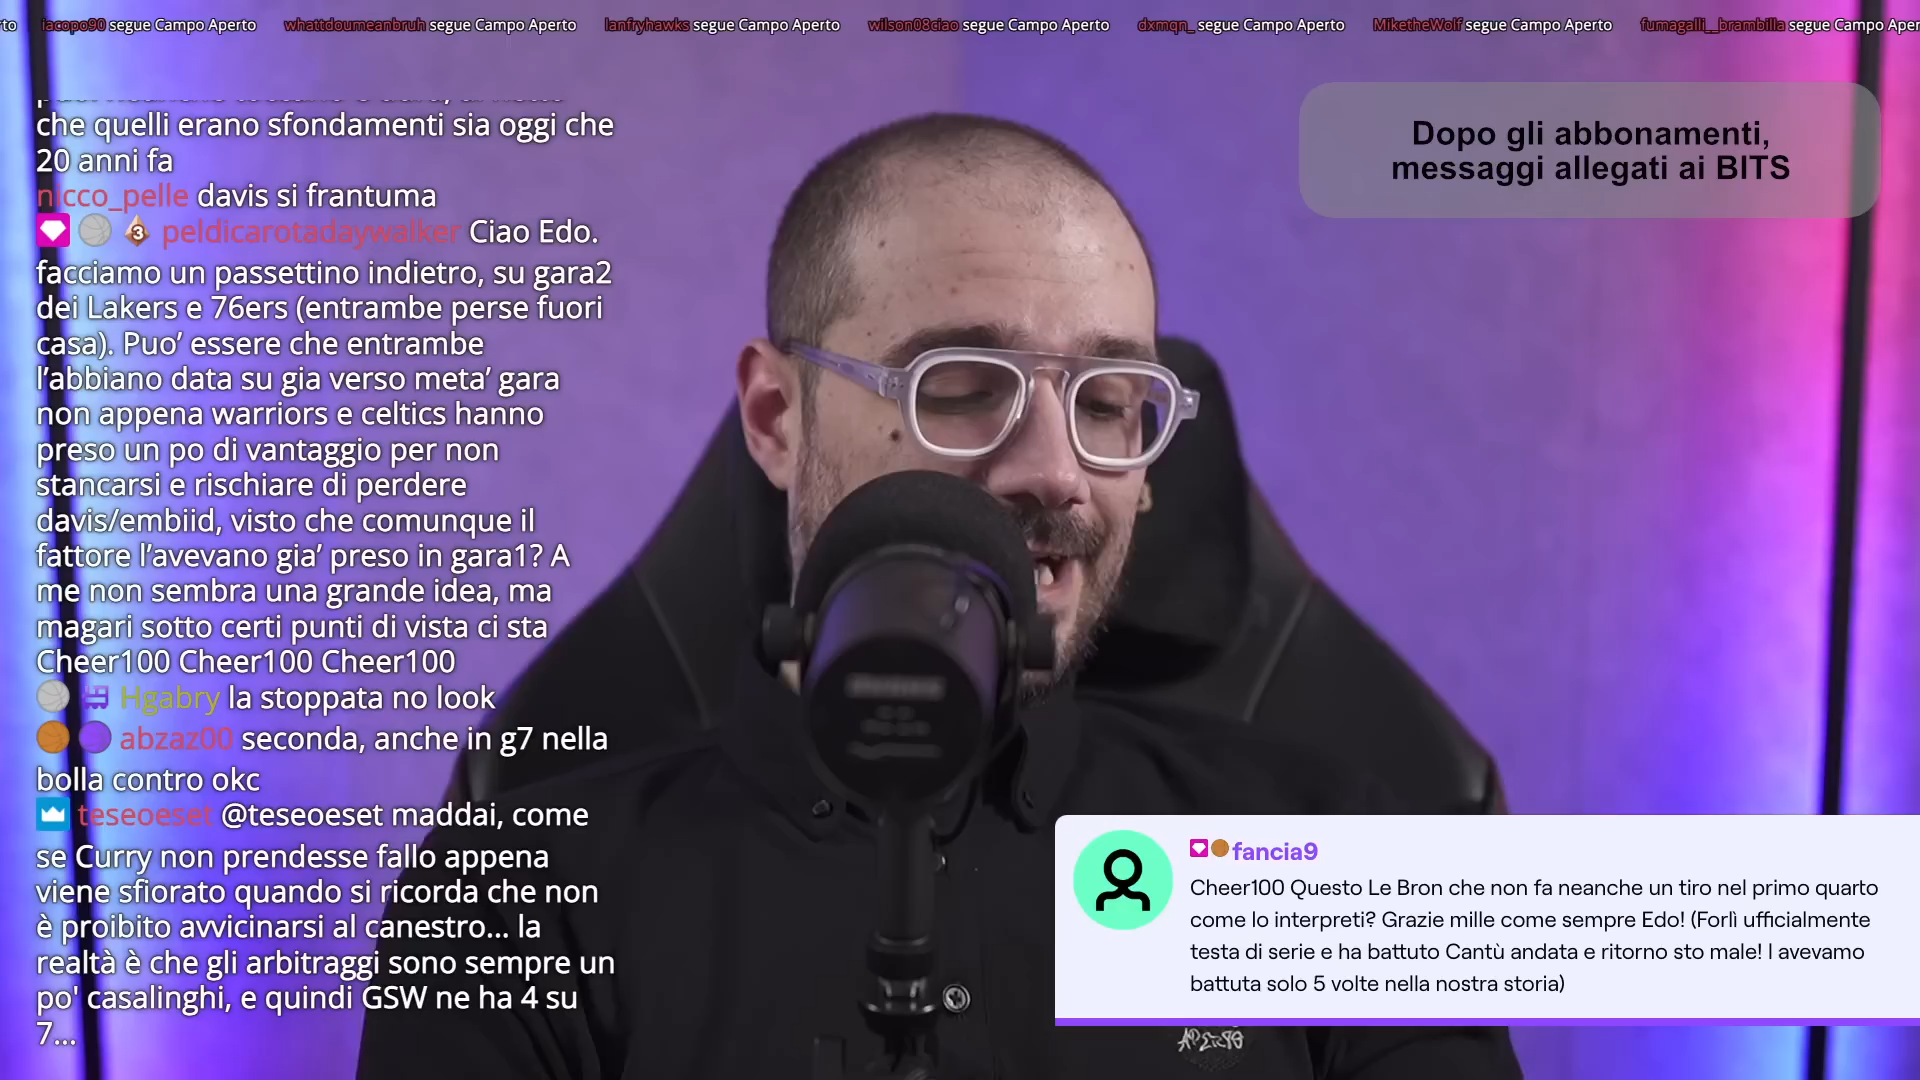 iacopo90 segue Campo Aperto whattdoumeanbruh segue Campo Aperto lanfryhawks segue Campo Aperto wilson08ciao segue Campo Aperto dxmqn_ segue Campo Aperto MiketheWolf segue Campo Aperto fumagalli__brambilla segue Campo Aper
Dopo gli abbonamenti,
messaggi allegati ai BITS
che quelli erano sfondamenti sia oggi che
20 anni fa
nicco_pelle davis si frantuma
3 peldicarotadaywalker Ciao Edo.
facciamo un passettino indietro, su gara2
dei Lakers e 76ers (entrambe perse fuori
casa). Puo’ essere che entrambe
l’abbiano data su gia verso meta’ gara
non appena warriors e celtics hanno
preso un po di vantaggio per non
stancarsi e rischiare di perdere
davis/embiid, visto che comunque il
fattore l’avevano gia’ preso in gara1? A
me non sembra una grande idea, ma
magari sotto certi punti di vista ci sta
Cheer100 Cheer100 Cheer100
Hgabry la stoppata no look
abzaz00 seconda, anche in g7 nella
bolla contro okc
teseoeset @teseoeset maddai, come
se Curry non prendesse fallo appena
viene sfiorato quando si ricorda che non
è proibito avvicinarsi al canestro... la
realtà è che gli arbitraggi sono sempre un
po' casalinghi, e quindi GSW ne ha 4 su
7...
fancia9
Cheer100 Questo Le Bron che non fa neanche un tiro nel primo quarto
come lo interpreti? Grazie mille come sempre Edo! (Forlì ufficialmente
testa di serie e ha battuto Cantù andata e ritorno sto male! l avevamo
battuta solo 5 volte nella nostra storia)